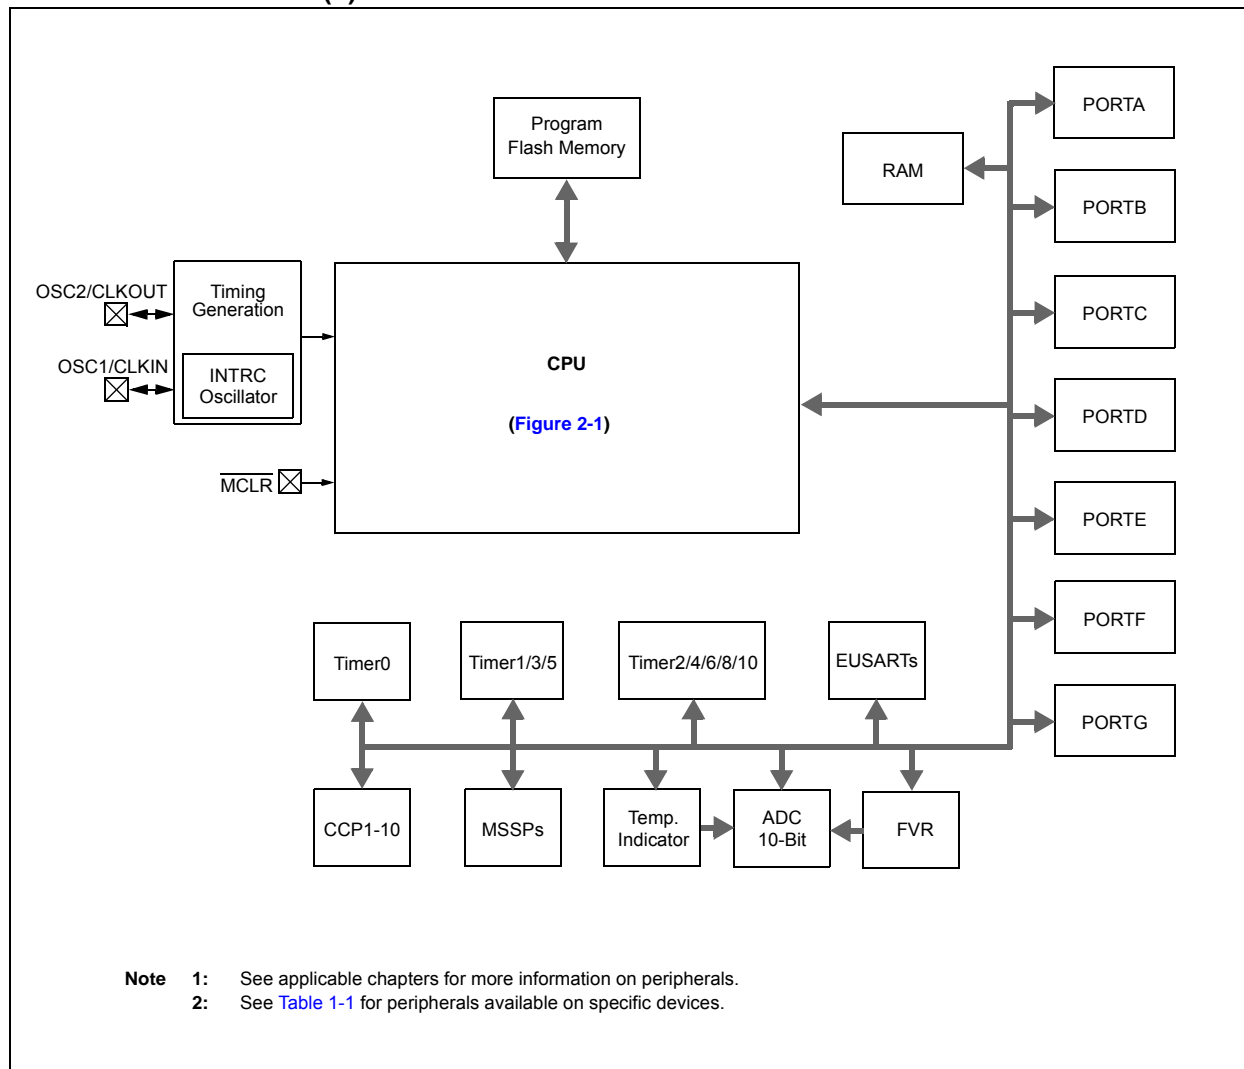 Program
Flash Memory
PORTA
RAM
PORTB
OSC2/CLKOUT
Timing
Generation
OSC1/CLKIN
INTRC
Oscillator
CPU
(Figure 2-1)
MCLR
PORTC
PORTD
PORTE
PORTF
PORTG
Timer0
Timer1/3/5
Timer2/4/6/8/10
EUSARTs
CCP1-10
MSSPs
Temp.
Indicator
ADC
10-Bit
FVR
Note 1: See applicable chapters for more information on peripherals.
2: See Table 1-1 for peripherals available on specific devices.